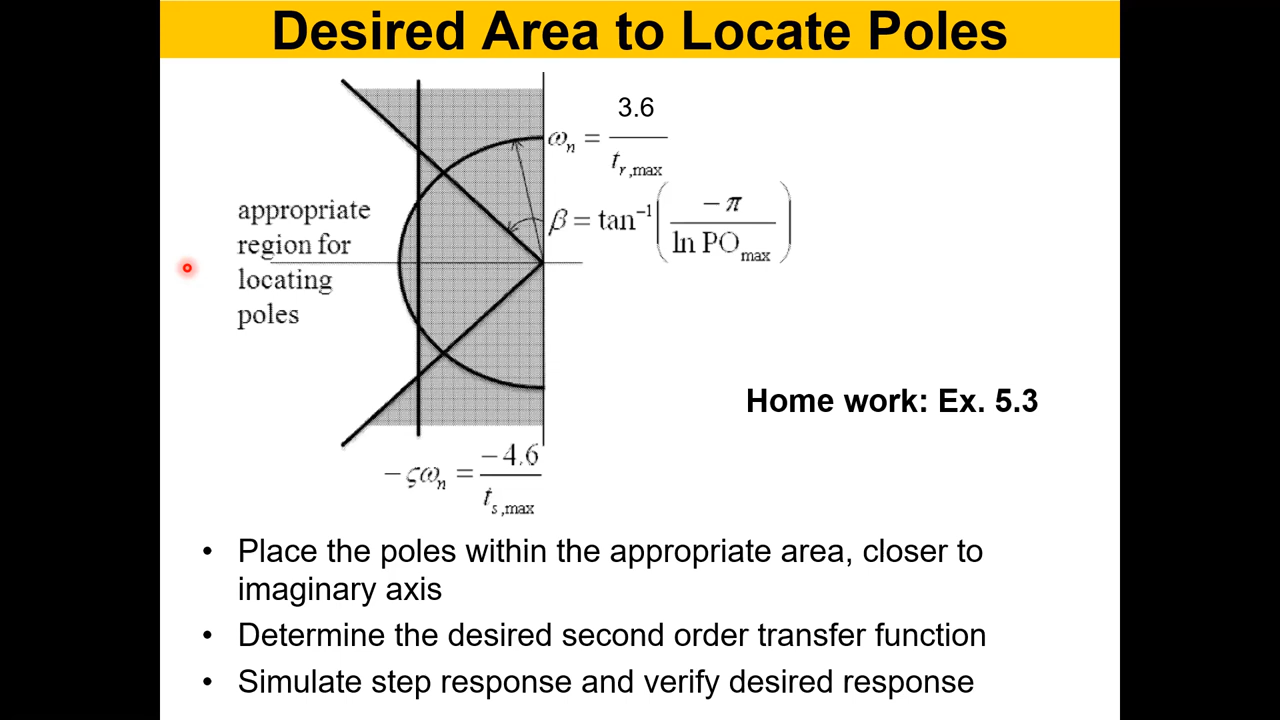 Desired Area to Locate Poles
ωₙ = 3.6 / t_r,max
β = tan⁻¹( −π / ln PO_max )
appropriate
region for
locating
poles
Home work: Ex. 5.3
−ςωₙ = −4.6 / t_s,max
• Place the poles within the appropriate area, closer to
imaginary axis
• Determine the desired second order transfer function
• Simulate step response and verify desired response